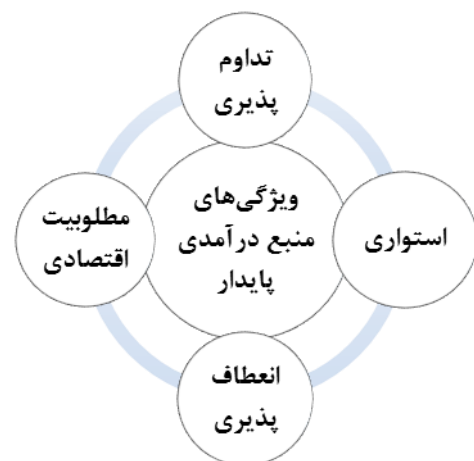 تداوم
پذیری
ویژگی‌های
منبع درآمدی
پایدار
استواری
مطلوبیت
اقتصادی
انعطاف
پذیری